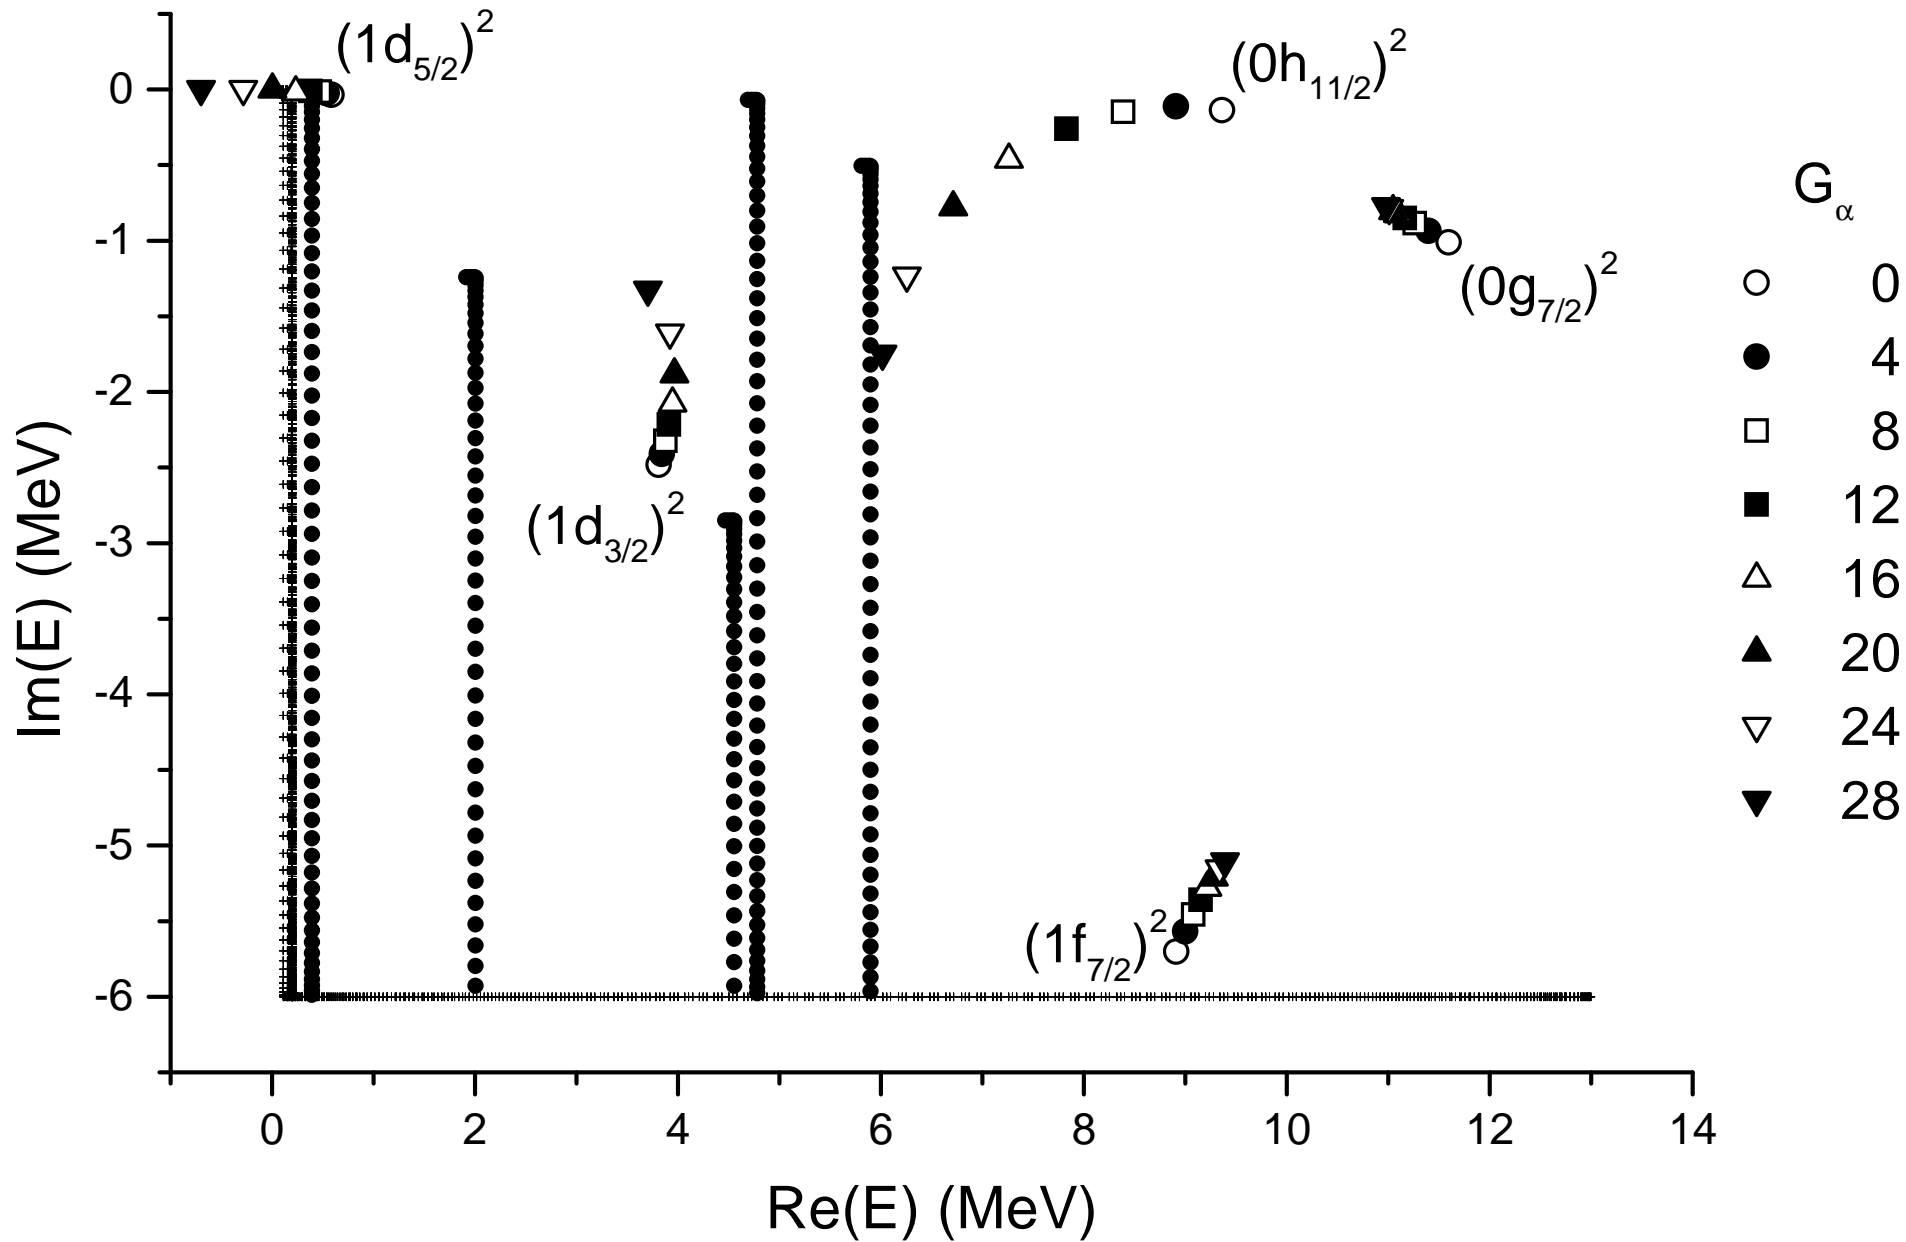 (1d5/2)2
(0h11/2)2
(0g7/2)2
(1d3/2)2
(1f7/2)2
Gα
0
4
8
12
16
20
24
28
0
-1
-2
-3
-4
-5
-6
Im(E) (MeV)
0 2 4 6 8 10 12 14
Re(E) (MeV)